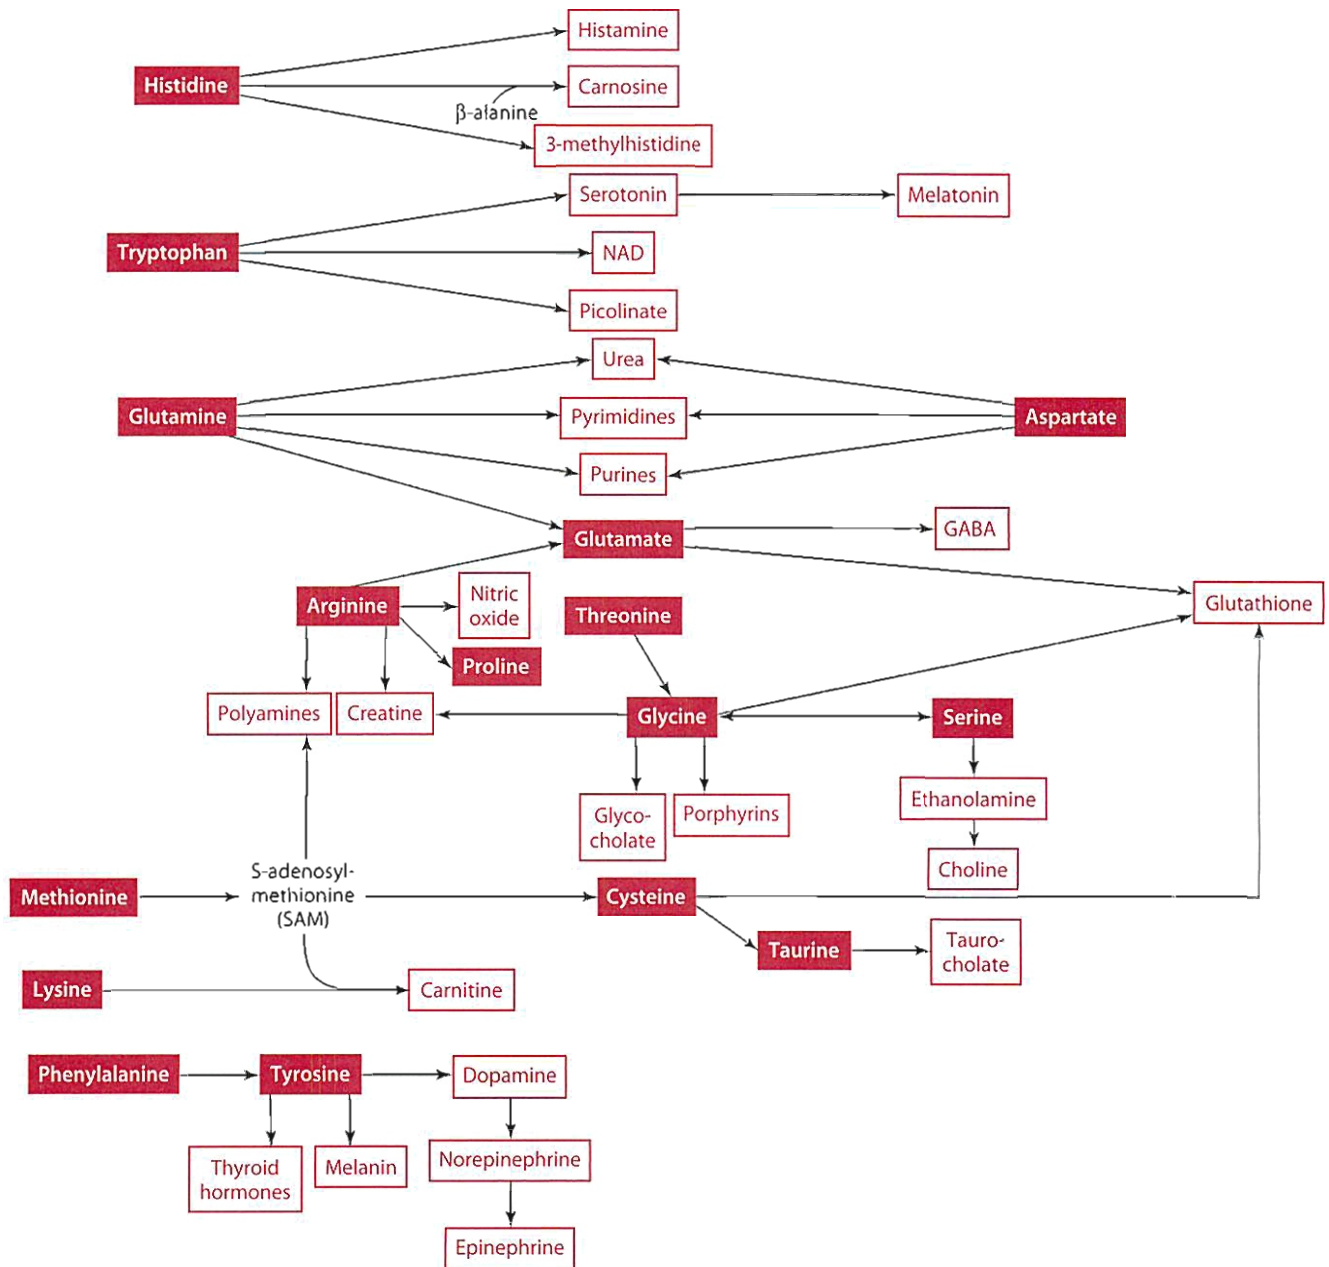 Histamine
Histidine
Carnosine
β-alanine
3-methylhistidine
Serotonin
Melatonin
Tryptophan
NAD
Picolinate
Urea
Glutamine
Pyrimidines
Aspartate
Purines
Glutamate
GABA
Arginine
Nitric
oxide
Threonine
Glutathione
Proline
Polyamines
Creatine
Glycine
Serine
Ethanolamine
Glyco-
cholate
Porphyrins
Choline
Methionine
S-adenosyl-
methionine
(SAM)
Cysteine
Taurine
Tauro-
cholate
Lysine
Carnitine
Phenylalanine
Tyrosine
Dopamine
Thyroid
hormones
Melanin
Norepinephrine
Epinephrine